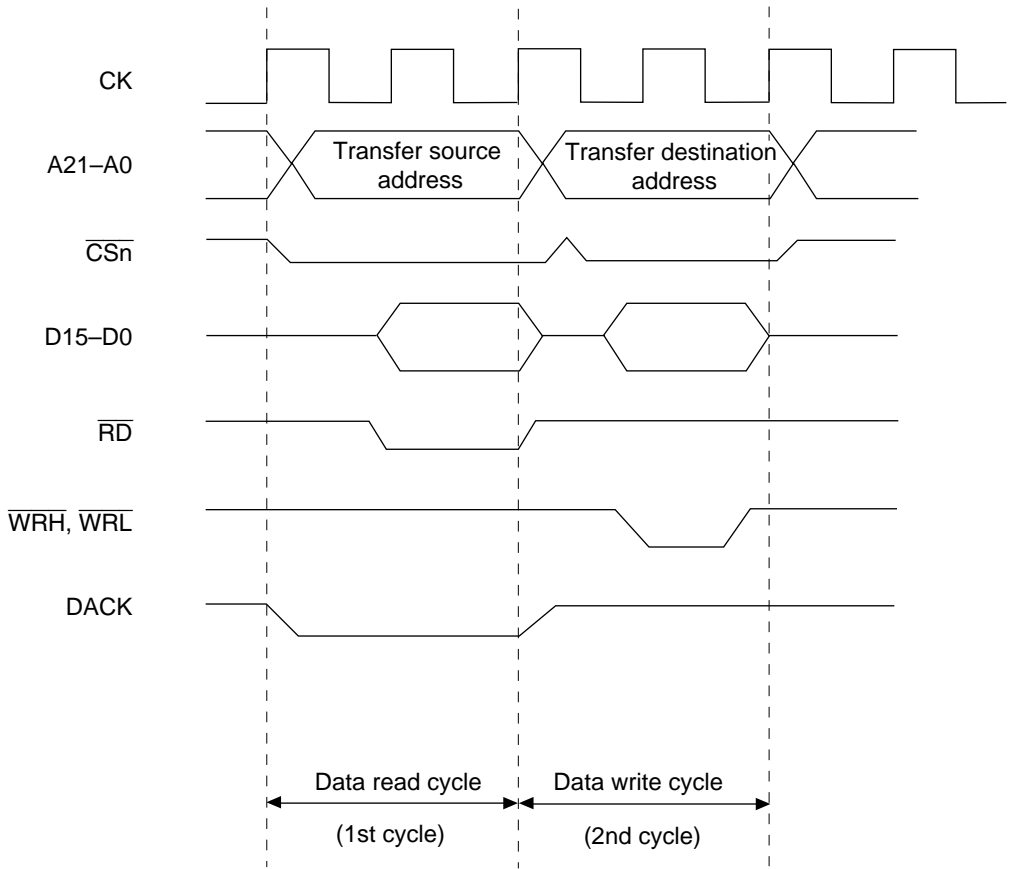 CK
A21–A0
Transfer source
address
Transfer destination
address
CSn
D15–D0
RD
WRH, WRL
DACK
Data read cycle
(1st cycle)
Data write cycle
(2nd cycle)